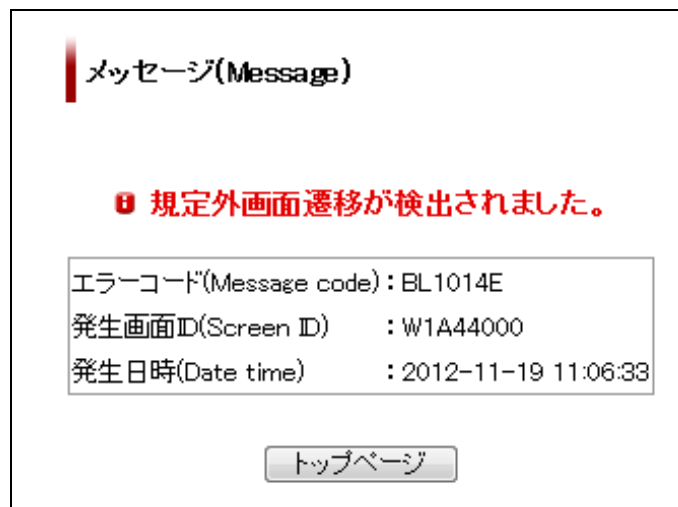 メッセージ(Message)
規定外画面遷移が検出されました。
エラーコード(Message code):BL1014E
発生画面ID(Screen ID):W1A44000
発生日時(Date time):2012-11-19 11:06:33
トップページ